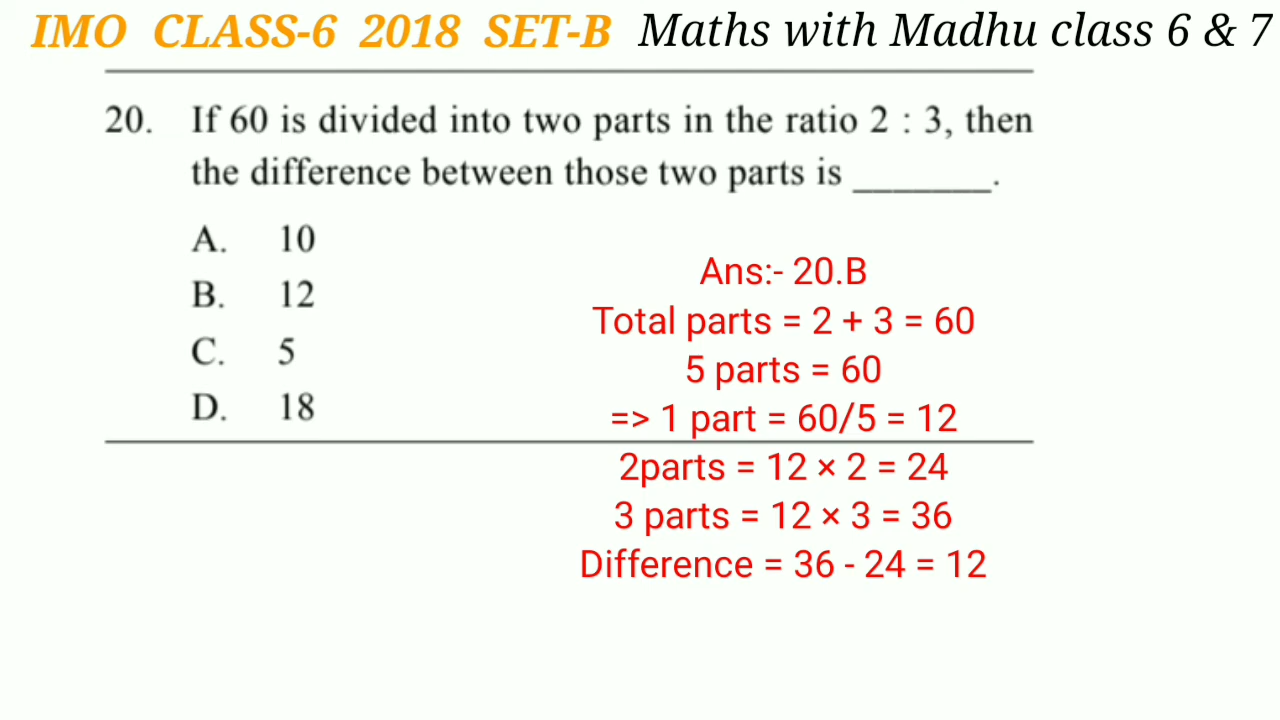 IMO CLASS-6 2018 SET-B Maths with Madhu class 6 & 7
20. If 60 is divided into two parts in the ratio 2 : 3, then
the difference between those two parts is _______.
A. 10
B. 12
C. 5
D. 18
Ans:- 20.B
Total parts = 2 + 3 = 60
5 parts = 60
=> 1 part = 60/5 = 12
2parts = 12 × 2 = 24
3 parts = 12 × 3 = 36
Difference = 36 - 24 = 12